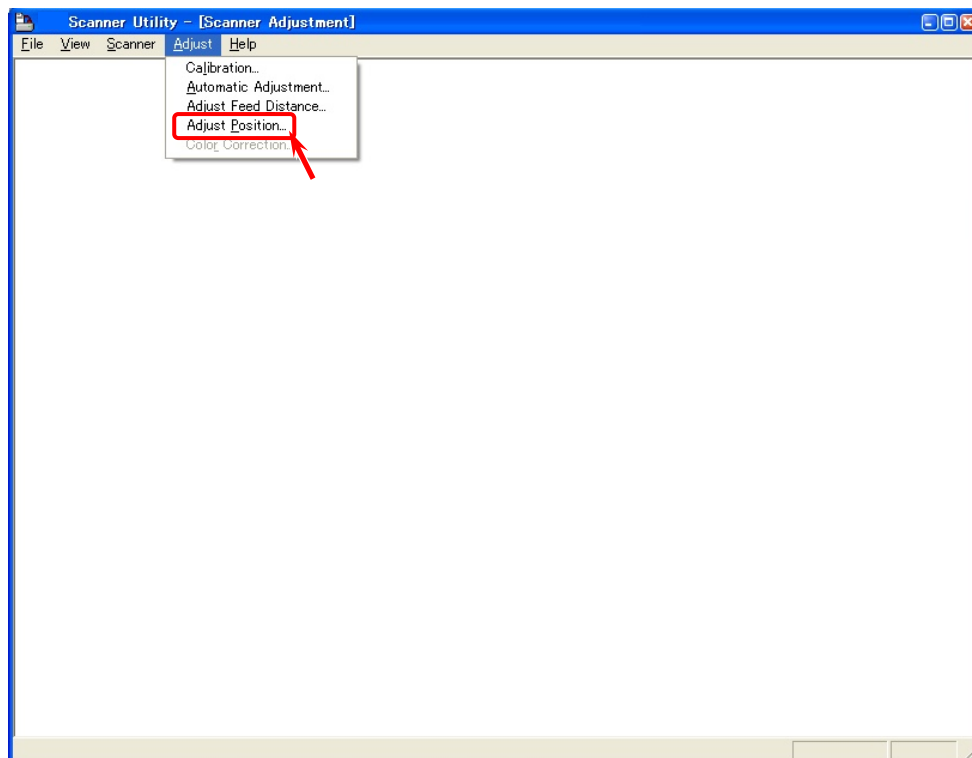 Scanner Utility - [Scanner Adjustment]
File View Scanner Adjust Help
Calibration...
Automatic Adjustment...
Adjust Feed Distance...
Adjust Position...
Color Correction...